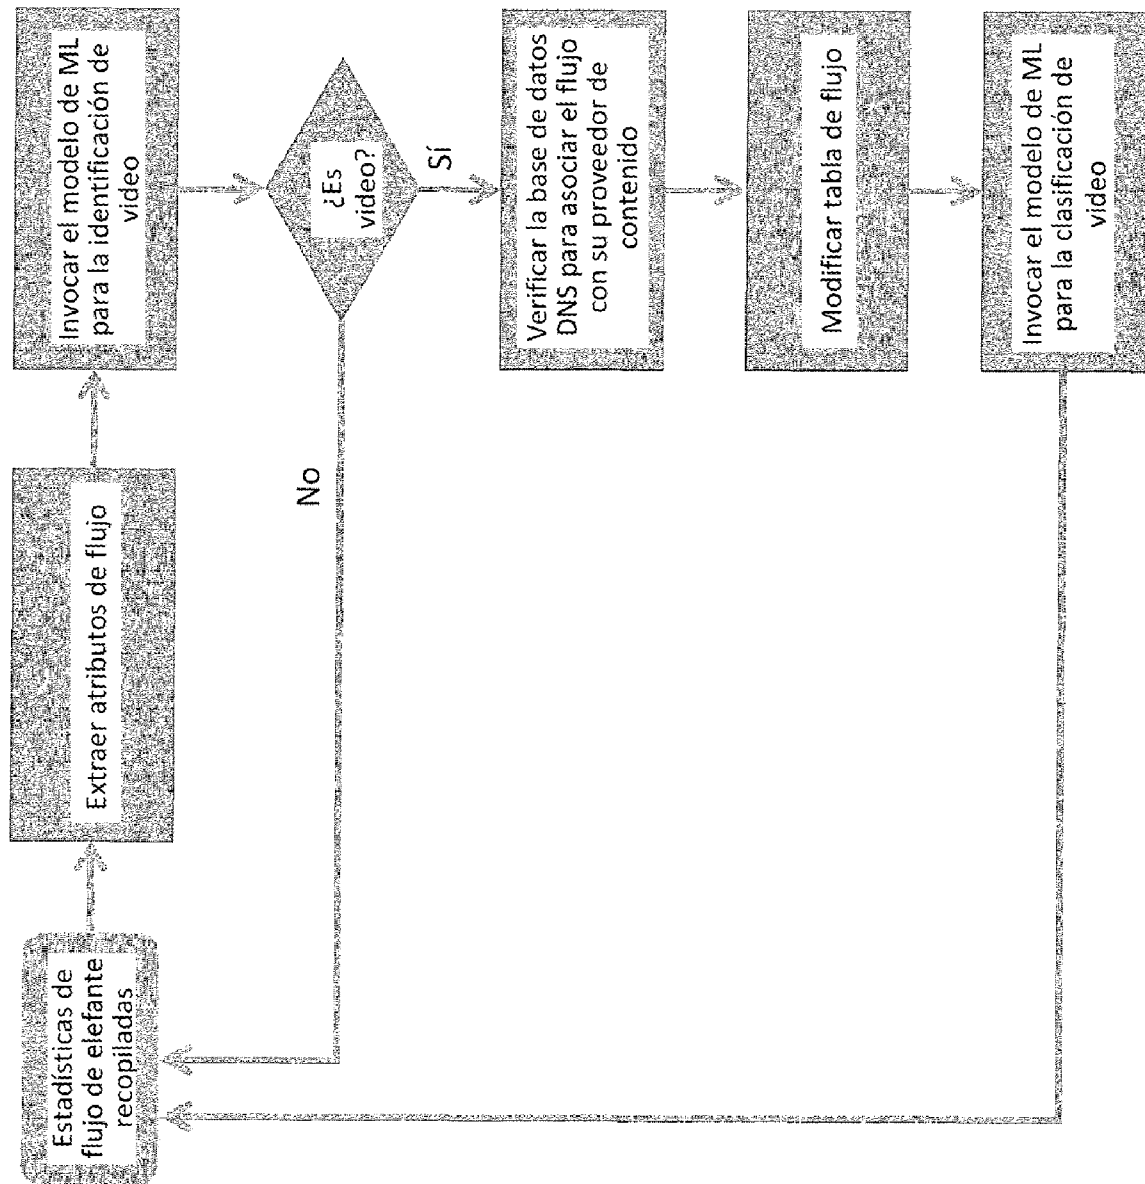 Estadísticas de
flujo de elefante
recopiladas
Extraer atributos de flujo
Invocar el modelo de ML
para la identificación de
video
¿Es
video?
No
Sí
Verificar la base de datos
DNS para asociar el flujo
con su proveedor de
contenido
Modificar tabla de flujo
Invocar el modelo de ML
para la clasificación de
video